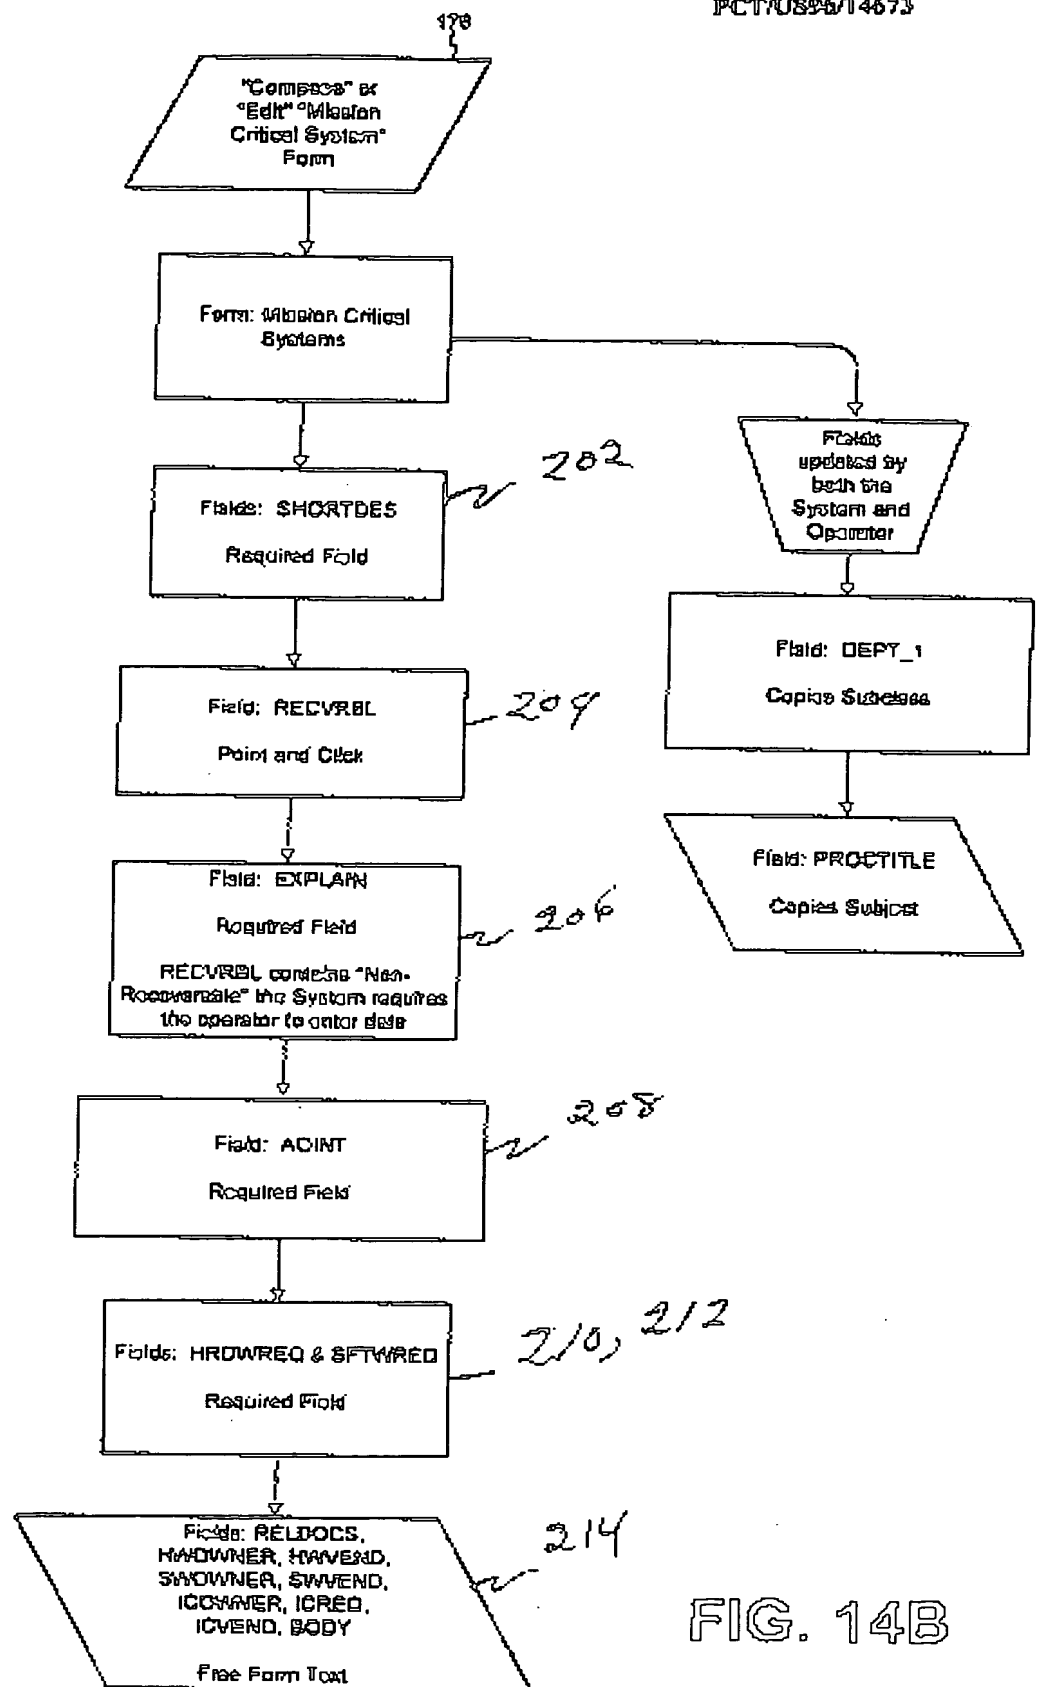 PCT/US96/14673
178
"Compose" or
"Edit" "Mission
Critical System"
Form
Form: Mission Critical
Systems
Fields
updated by
both the
System and
Operator
Fields: SHORTDES
Required Field
202
Field: DEPT_1
Copies Subclass
Field: RECVRBL
Point and Click
204
Field: PROCTITLE
Copies Subject
Field: EXPLAIN
Required Field
RECVRBL contains "Non-
Recoverable" the System requires
the operator to enter data
206
Field: AOINT
Required Field
208
Fields: HRDWREQ & SFTWREQ
Required Field
210, 212
Fields: RELDOCS,
HWOWNER, HWVEND,
SWOWNER, SWVEND,
ICOWNER, ICREQ,
ICVEND, BODY
Free Form Text
214
FIG. 14B